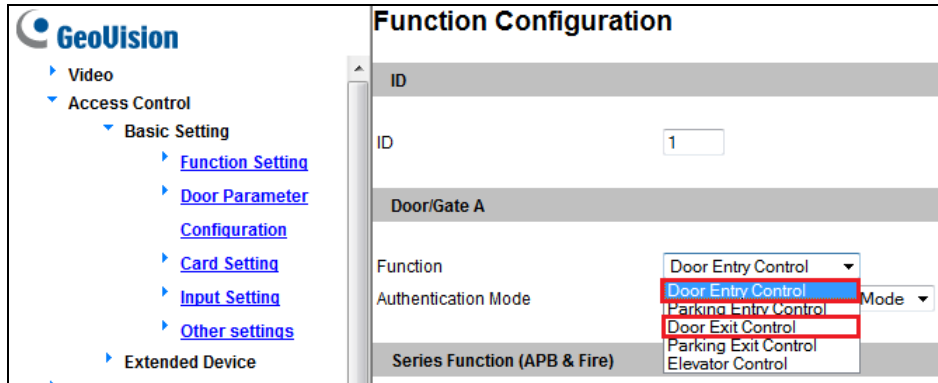 GeoVision
Video
Access Control
Basic Setting
Function Setting
Door Parameter
Configuration
Card Setting
Input Setting
Other settings
Extended Device
Function Configuration
ID
ID 1
Door/Gate A
Function Door Entry Control
Door Entry Control
Authentication Mode Mode
Parking Entry Control
Door Exit Control
Parking Exit Control
Series Function (APB & Fire)
Elevator Control